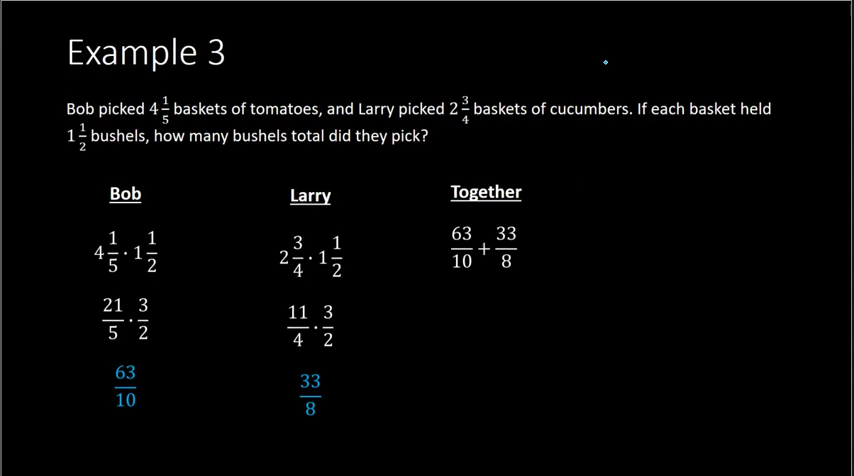 Example 3
Bob picked 4 1/5 baskets of tomatoes, and Larry picked 2 3/4 baskets of cucumbers. If each basket held
1 1/2 bushels, how many bushels total did they pick?
Bob Larry Together
4 1/5 · 1 1/2 2 3/4 · 1 1/2 63/10 + 33/8
21/5 · 3/2 11/4 · 3/2
63/10 33/8